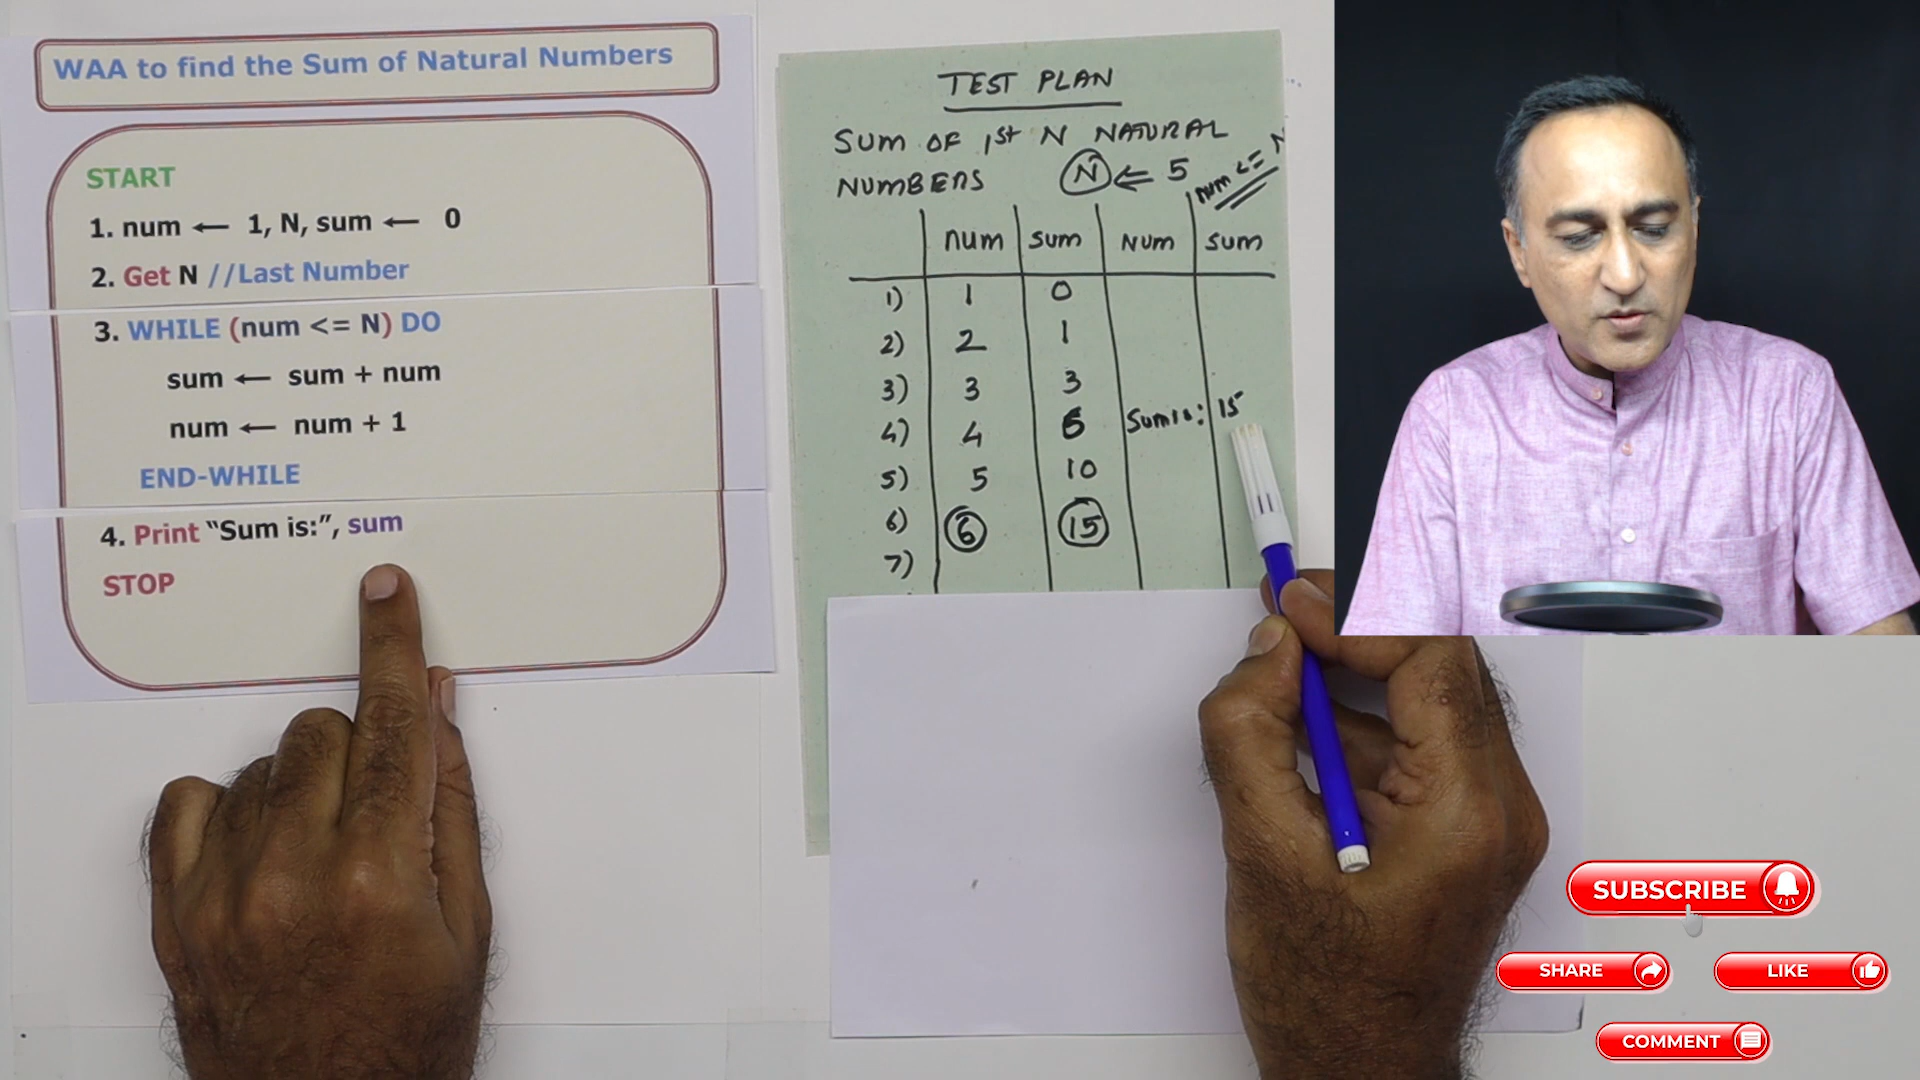 WAA to find the Sum of Natural Numbers
START
1. num ← 1, N, sum ← 0
2. Get N //Last Number
3. WHILE (num <= N) DO
sum ← sum + num
num ← num + 1
END-WHILE
4. Print “Sum is:”, sum
STOP
TEST PLAN
SUM OF 1st N NATURAL
NUMBERS N ⇐ 5
num <= N
num sum Num sum
1) 1 0
2) 2 1
3) 3 3
4) 4 6 Sum is: 15
5) 5 10
6) 6 15
7)
SUBSCRIBE
SHARE LIKE
COMMENT